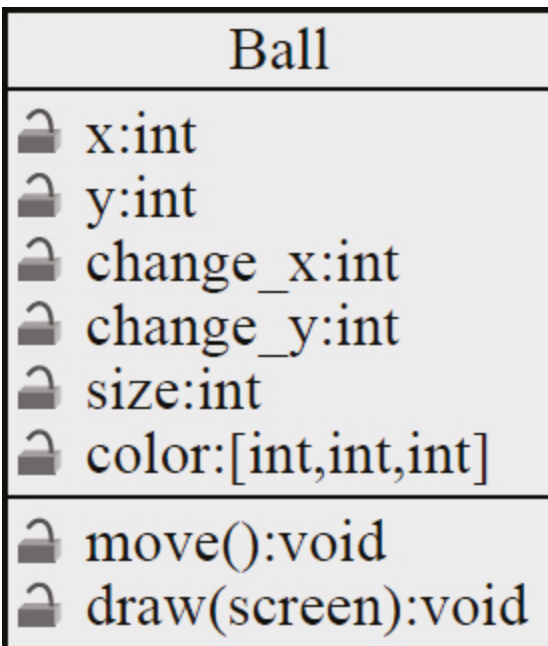 Ball
x:int
y:int
change_x:int
change_y:int
size:int
color:[int,int,int]
move():void
draw(screen):void